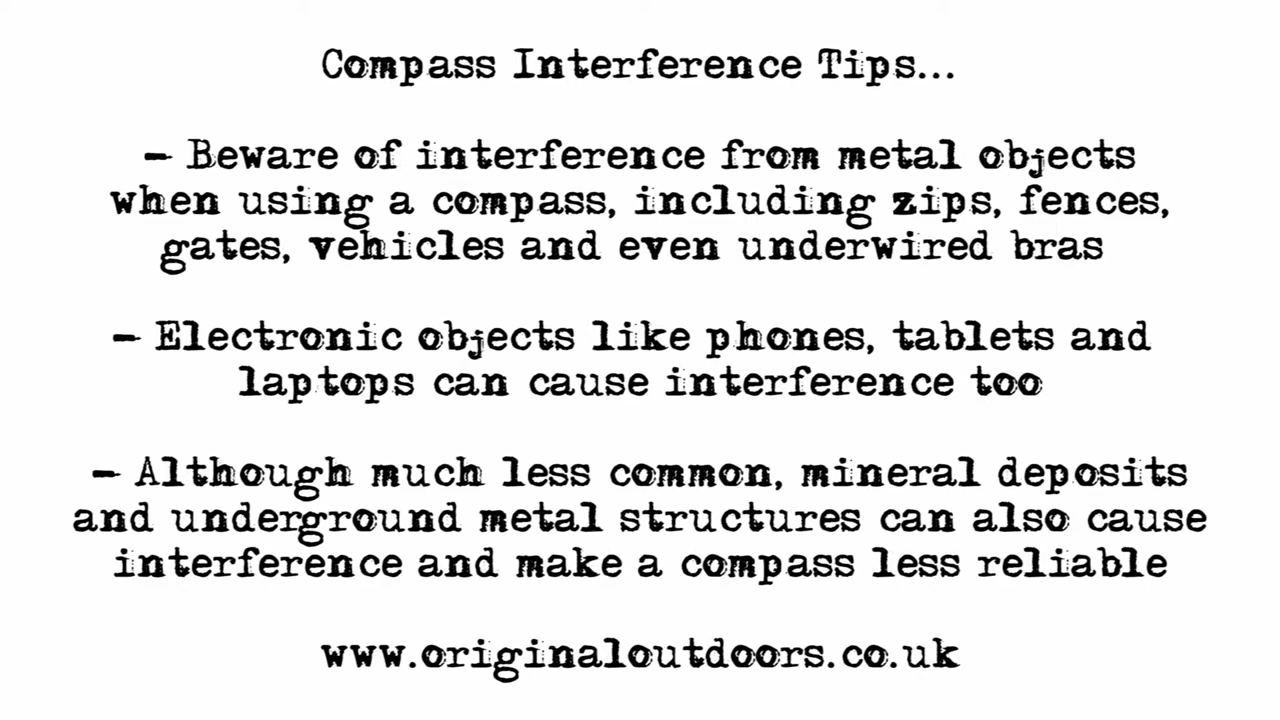 Compass Interference Tips...
- Beware of interference from metal objects
when using a compass, including zips, fences,
gates, vehicles and even underwired bras
- Electronic objects like phones, tablets and
laptops can cause interference too
- Although much less common, mineral deposits
and underground metal structures can also cause
interference and make a compass less reliable
www.originaloutdoors.co.uk